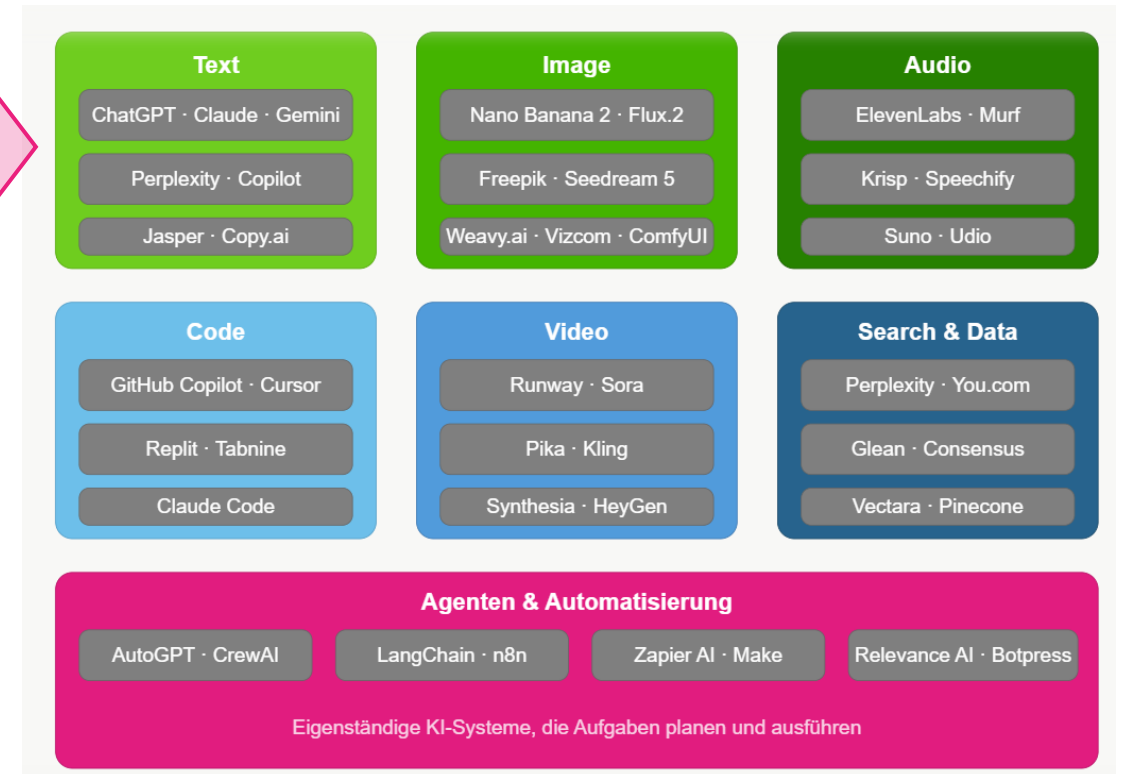 Text
ChatGPT · Claude · Gemini
Perplexity · Copilot
Jasper · Copy.ai
Image
Nano Banana 2 · Flux.2
Freepik · Seedream 5
Weavy.ai · Vizcom · ComfyUI
Audio
ElevenLabs · Murf
Krisp · Speechify
Suno · Udio
Code
GitHub Copilot · Cursor
Replit · Tabnine
Claude Code
Video
Runway · Sora
Pika · Kling
Synthesia · HeyGen
Search & Data
Perplexity · You.com
Glean · Consensus
Vectara · Pinecone
Agenten & Automatisierung
AutoGPT · CrewAI
LangChain · n8n
Zapier AI · Make
Relevance AI · Botpress
Eigenständige KI-Systeme, die Aufgaben planen und ausführen